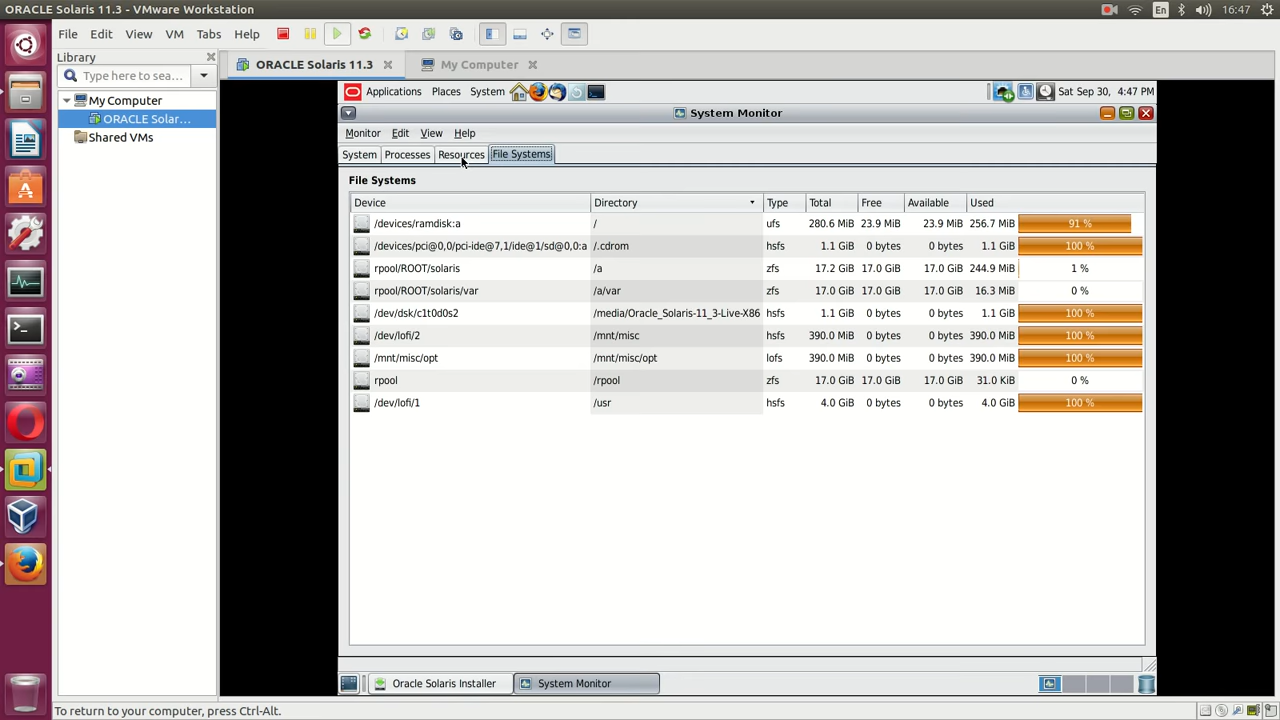 ORACLE Solaris 11.3 - VMware Workstation
En
16:47
File Edit View VM Tabs Help
Library
Type here to sea...
My Computer
ORACLE Solar...
Shared VMs
ORACLE Solaris 11.3
My Computer
Applications Places System
Sat Sep 30, 4:47 PM
System Monitor
Monitor Edit View Help
System Processes Resources File Systems
File Systems
Device Directory Type Total Free Available Used
/devices/ramdisk:a / ufs 280.6 MiB 23.9 MiB 23.9 MiB 256.7 MiB 91 %
/devices/pci@0,0/pci-ide@7,1/ide@1/sd@0,0:a /.cdrom hsfs 1.1 GiB 0 bytes 0 bytes 1.1 GiB 100 %
rpool/ROOT/solaris /a zfs 17.2 GiB 17.0 GiB 17.0 GiB 244.9 MiB 1 %
rpool/ROOT/solaris/var /a/var zfs 17.0 GiB 17.0 GiB 17.0 GiB 16.3 MiB 0 %
/dev/dsk/c1t0d0s2 /media/Oracle_Solaris-11_3-Live-X86 hsfs 1.1 GiB 0 bytes 0 bytes 1.1 GiB 100 %
/dev/lofi/2 /mnt/misc hsfs 390.0 MiB 0 bytes 0 bytes 390.0 MiB 100 %
/mnt/misc/opt /mnt/misc/opt lofs 390.0 MiB 0 bytes 0 bytes 390.0 MiB 100 %
rpool /rpool zfs 17.0 GiB 17.0 GiB 17.0 GiB 31.0 KiB 0 %
/dev/lofi/1 /usr hsfs 4.0 GiB 0 bytes 0 bytes 4.0 GiB 100 %
Oracle Solaris Installer
System Monitor
To return to your computer, press Ctrl-Alt.